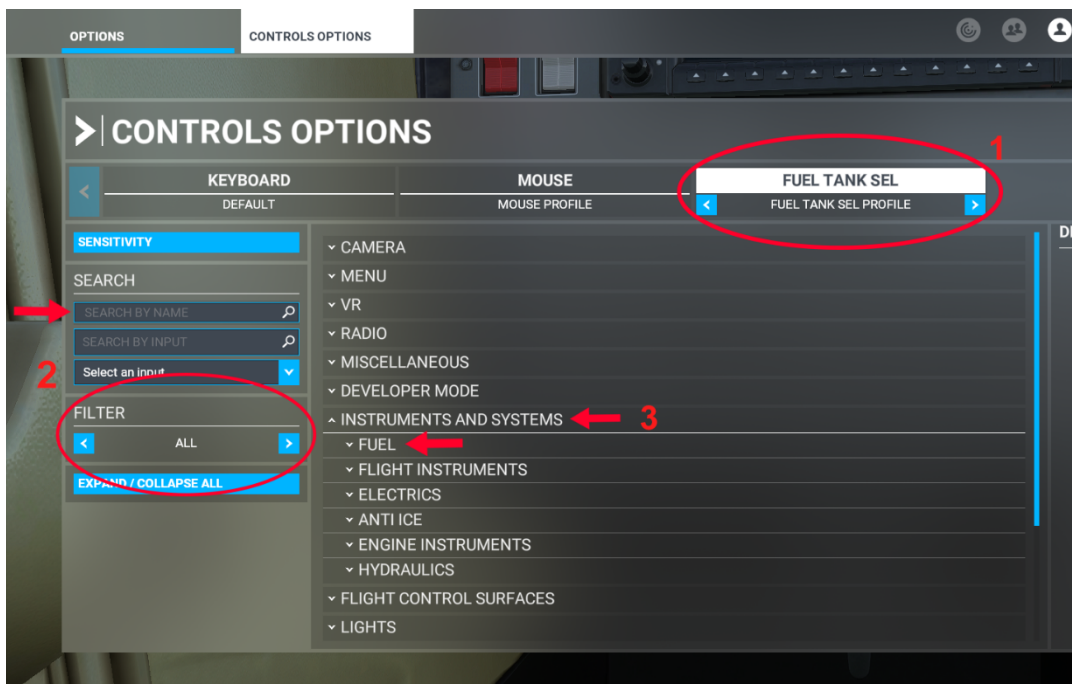 OPTIONS
CONTROLS OPTIONS
CONTROLS OPTIONS
1
KEYBOARD
DEFAULT
MOUSE
MOUSE PROFILE
FUEL TANK SEL
FUEL TANK SEL PROFILE
SENSITIVITY
SEARCH
SEARCH BY NAME
SEARCH BY INPUT
2
Select an input
FILTER
ALL
EXPAND / COLLAPSE ALL
CAMERA
MENU
VR
RADIO
MISCELLANEOUS
DEVELOPER MODE
INSTRUMENTS AND SYSTEMS
3
FUEL
FLIGHT INSTRUMENTS
ELECTRICS
ANTI ICE
ENGINE INSTRUMENTS
HYDRAULICS
FLIGHT CONTROL SURFACES
LIGHTS